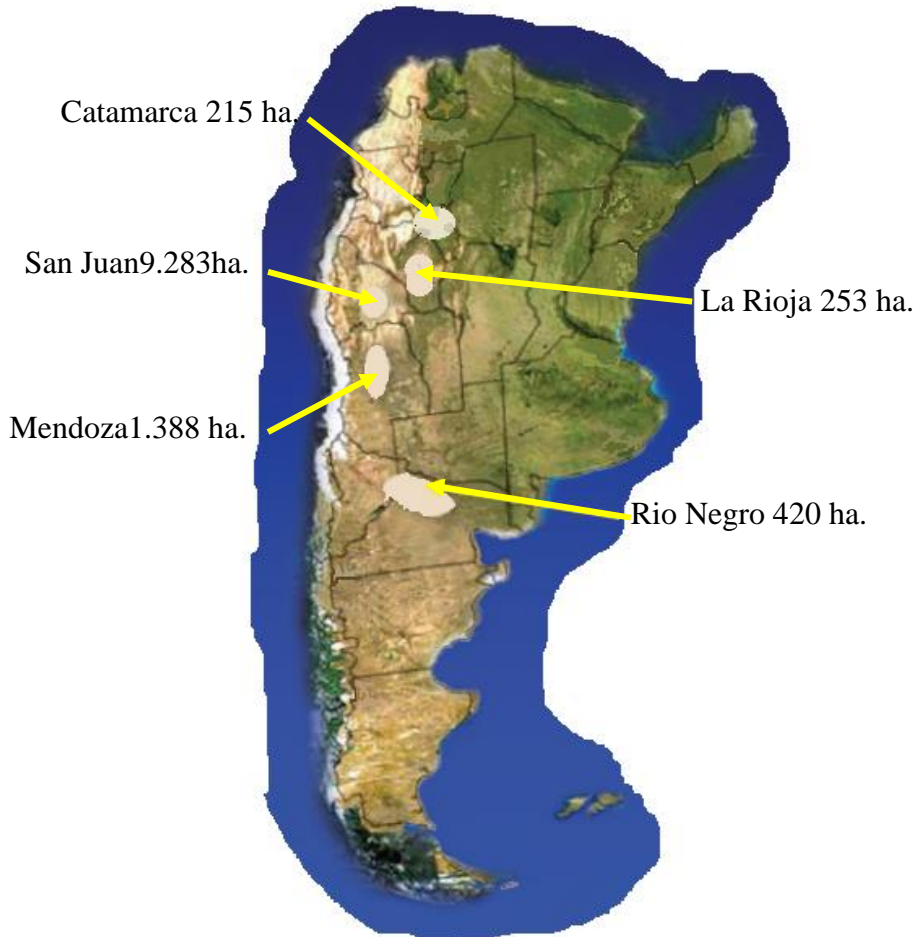 Catamarca 215 ha.
San Juan9.283ha.
La Rioja 253 ha.
Mendoza1.388 ha.
Rio Negro 420 ha.